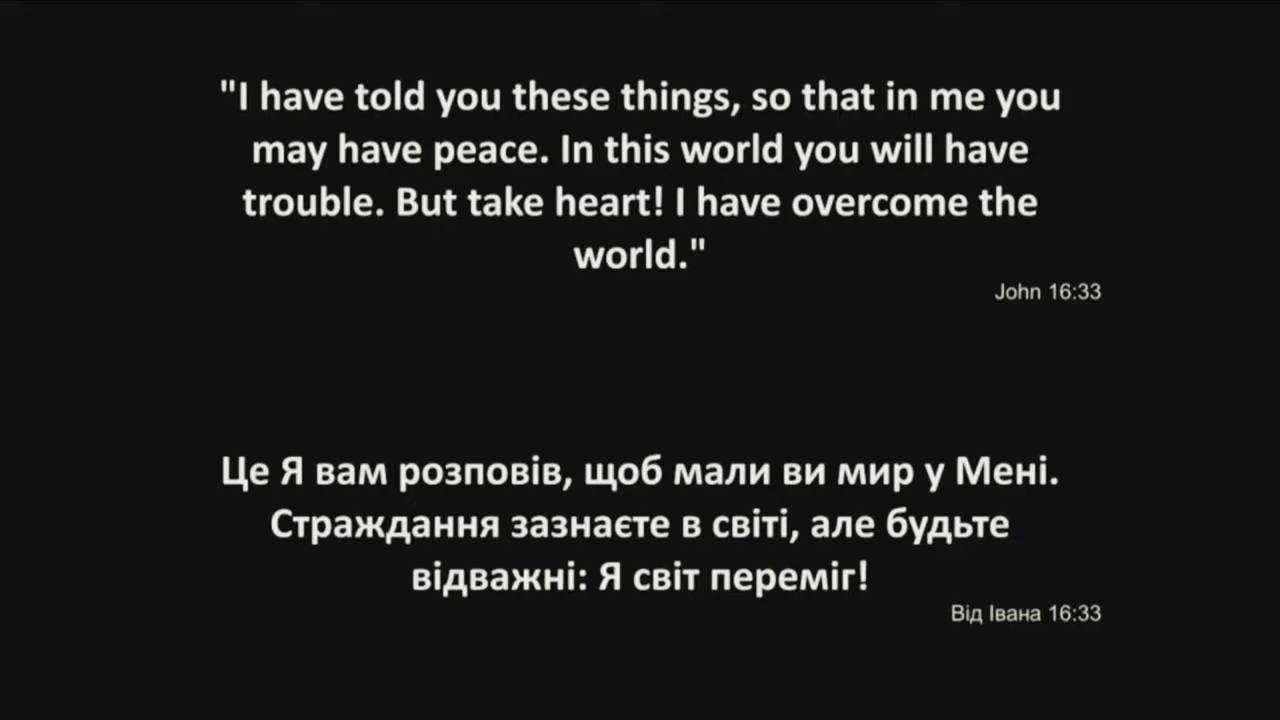 "I have told you these things, so that in me you
may have peace. In this world you will have
trouble. But take heart! I have overcome the
world."
John 16:33
Це Я вам розповів, щоб мали ви мир у Мені.
Страждання зазнаєте в світі, але будьте
відважні: Я світ переміг!
Від Івана 16:33